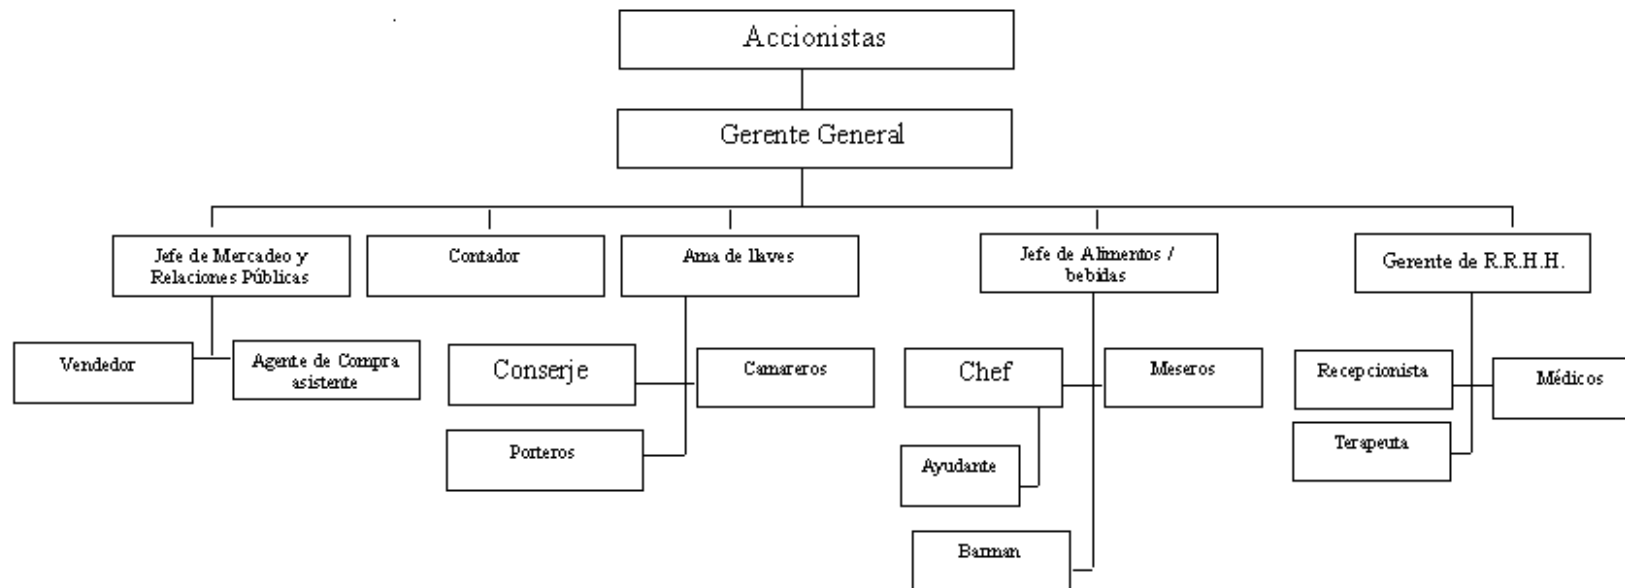 Accionistas
Gerente General
Jefe de Mercadeo y
Relaciones Públicas
Contador
Ama de llaves
Jefe de Alimentos /
bebidas
Gerente de R.R.H.H.
Vendedor
Agente de Compra
asistente
Conserje
Camareros
Chef
Meseros
Recepcionista
Médicos
Porteros
Ayudante
Terapeuta
Barman